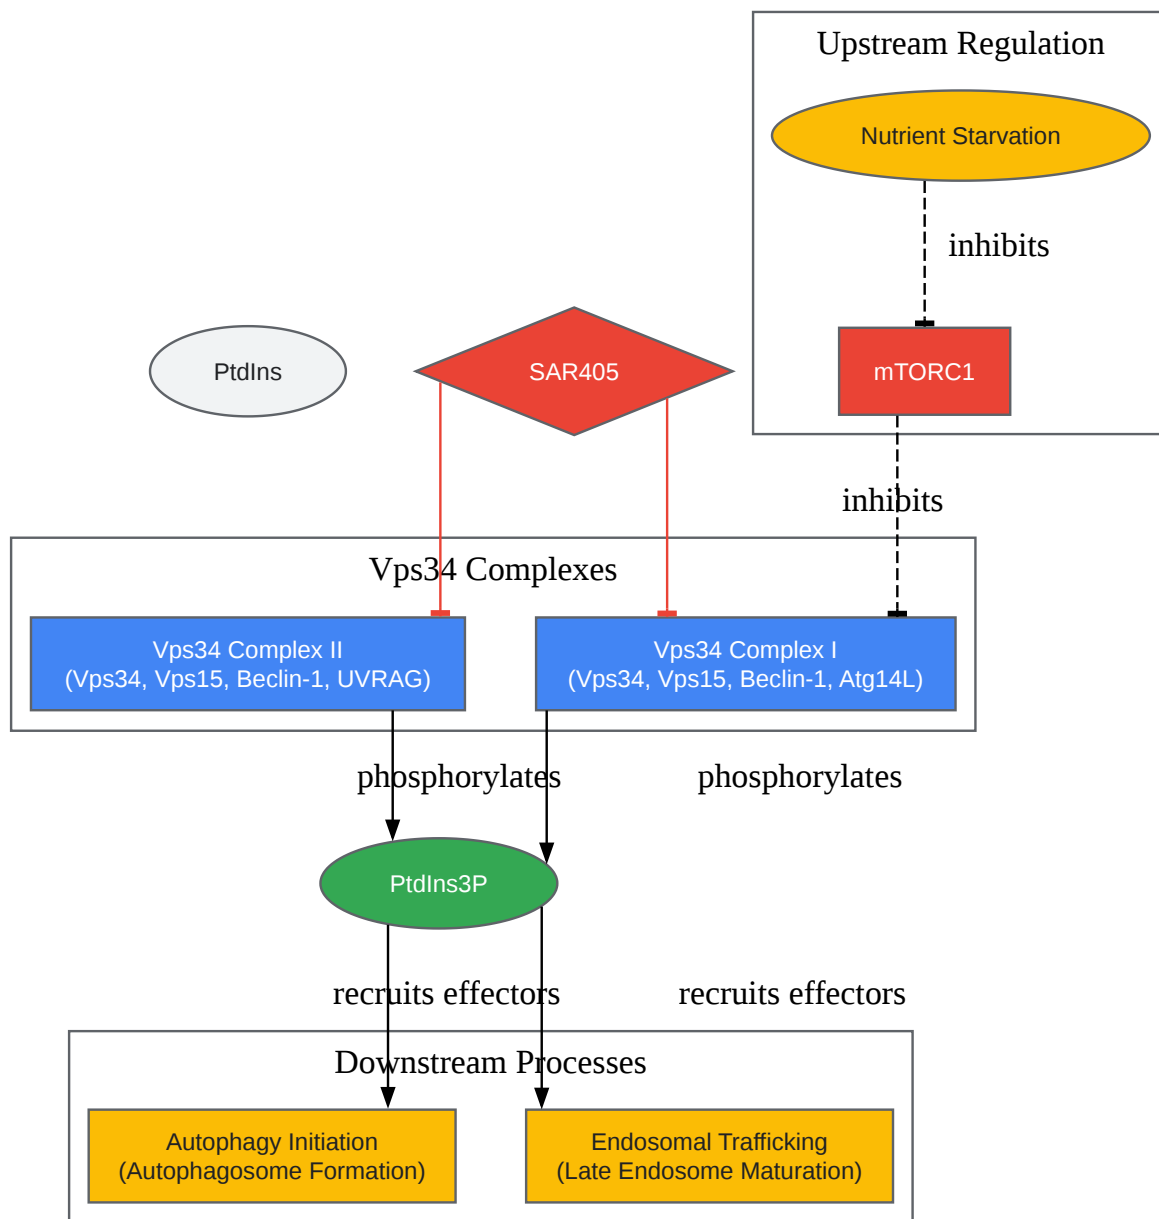 Upstream Regulation
Nutrient Starvation
inhibits
PtdIns
SAR405
mTORC1
inhibits
Vps34 Complexes
Vps34 Complex II
(Vps34, Vps15, Beclin-1, UVRAG)
Vps34 Complex I
(Vps34, Vps15, Beclin-1, Atg14L)
phosphorylates
phosphorylates
PtdIns3P
recruits effectors
recruits effectors
Downstream Processes
Autophagy Initiation
(Autophagosome Formation)
Endosomal Trafficking
(Late Endosome Maturation)